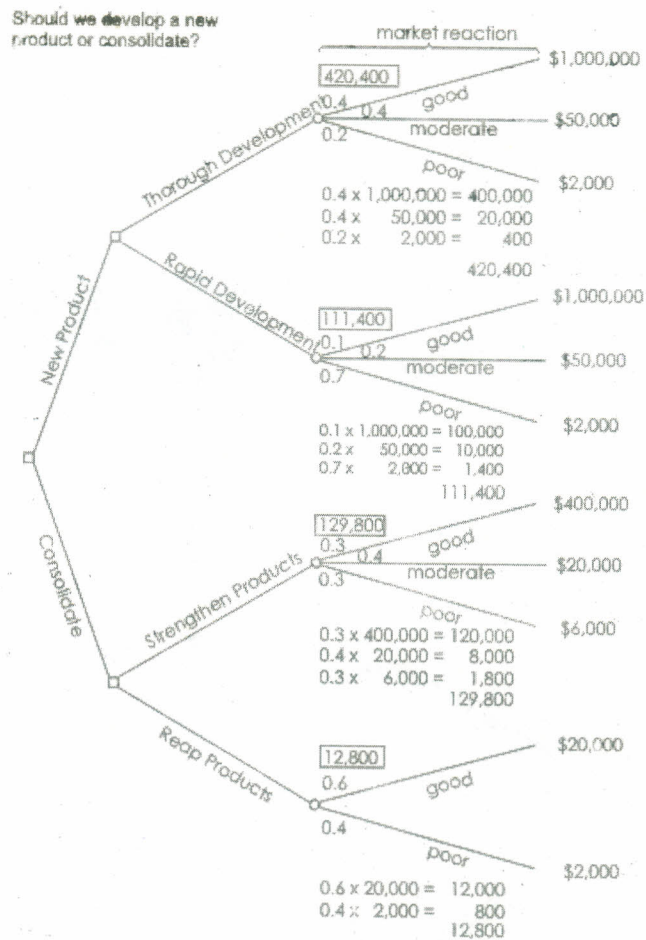 Should we develop a new
product or consolidate?
market reaction
420,400
$1,000,000
0.4
0.4
good
Thorough Development
moderate
$50,000
0.2
poor
$2,000
0.4 x 1,000,000 = 400,000
0.4 x 50,000 = 20,000
0.2 x 2,000 = 400
420,400
New Product
Rapid Development
111,400
$1,000,000
0.1
0.2
good
moderate
$50,000
0.7
poor
$2,000
0.1 x 1.000,000 = 100,000
0.2 x 50,000 = 10,000
0.7 x 2,000 = 1,400
111,400
Consolidate
Strengthen Products
129,800
$400,000
0.3
0.4
good
moderate
$20,000
0.3
poor
$6,000
0.3 x 400,000 = 120,000
0.4 x 20,000 = 8,000
0.3 x 6,000 = 1,800
129,800
Reap Products
12,800
$20,000
0.6
good
0.4
poor
$2,000
0.6 x 20,000 = 12,000
0.4 x 2,000 = 800
12,800